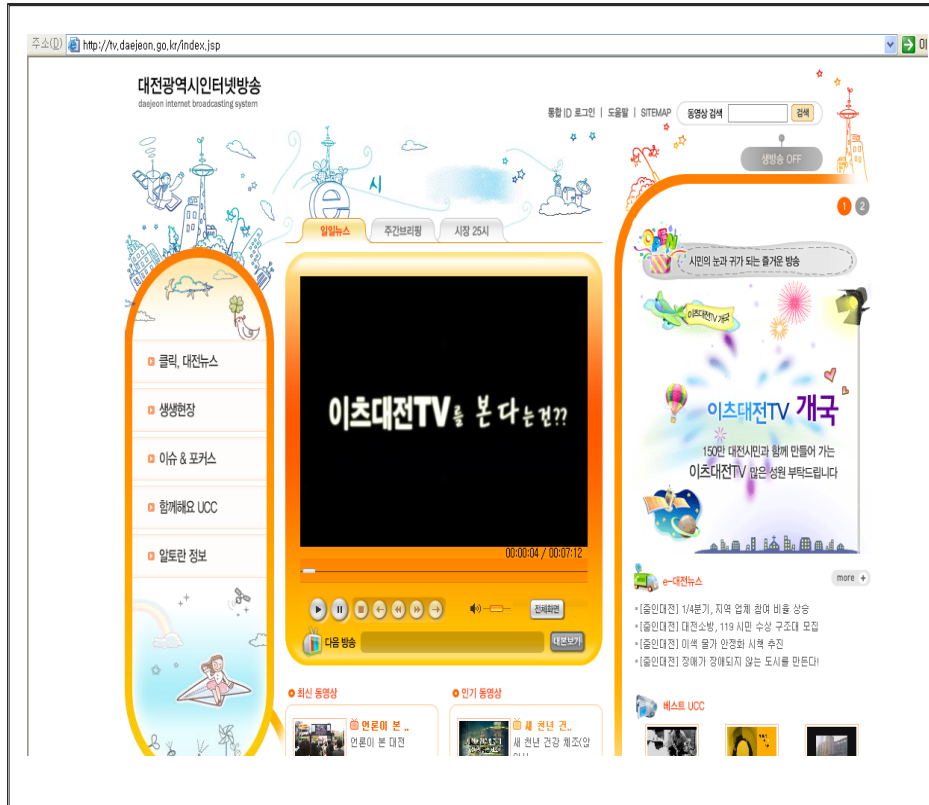 주소(D) http://tv.daejeon.go.kr/index.jsp 이
대전광역시인터넷방송
daejeon internet broadcasting system
통합 ID 로그인 | 도움말 | SITEMAP 동영상 검색 검색
생방송 OFF
e 시
1 2
일일뉴스 주간브리핑 시장 25시
OPEN
시민의 눈과 귀가 되는 즐거운 방송
이츠대전TV 개국
클릭, 대전뉴스
생생현장
이슈 & 포커스
함께해요 UCC
알토란 정보
이츠대전TV를 본다는건??
00:00:04 / 00:07:12
전체화면
다음 방송 대본보기
이츠대전TV 개국
150만 대전시민과 함께 만들어 가는
이츠대전TV 많은 성원 부탁드립니다
e-대전뉴스 more +
[줌인대전] 1/4분기, 지역 업체 참여 비율 상승
[줌인대전] 대전소방, 119 시민 수상 구조대 모집
[줌인대전] 이색 물가 안정화 시책 추진
[줌인대전] 장애가 장애되지 않는 도시를 만든다!
최신 동영상
언론이 본 ..
언론이 본 대전
인기 동영상
새 천년 건..
새 천년 건강 체조(앉
베스트 UCC